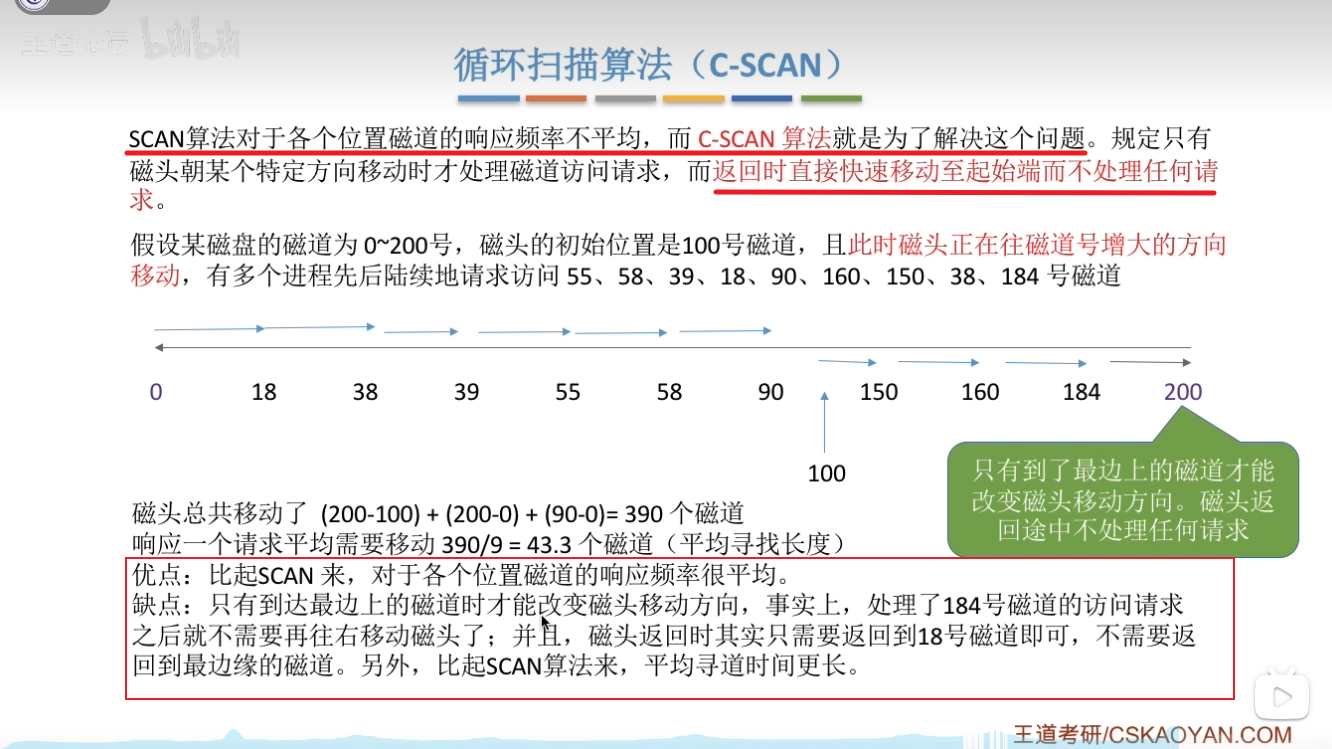 王道论坛 bilibili
循环扫描算法（C-SCAN）
SCAN算法对于各个位置磁道的响应频率不平均，而 C-SCAN 算法就是为了解决这个问题。规定只有
磁头朝某个特定方向移动时才处理磁道访问请求，而返回时直接快速移动至起始端而不处理任何请
求。
假设某磁盘的磁道为 0~200号，磁头的初始位置是100号磁道，且此时磁头正在往磁道号增大的方向
移动，有多个进程先后陆续地请求访问 55、58、39、18、90、160、150、38、184 号磁道
0 18 38 39 55 58 90 150 160 184 200
100
只有到了最边上的磁道才能
改变磁头移动方向。磁头返
回途中不处理任何请求
磁头总共移动了 (200-100) + (200-0) + (90-0)= 390 个磁道
响应一个请求平均需要移动 390/9 = 43.3 个磁道（平均寻找长度）
优点：比起SCAN 来，对于各个位置磁道的响应频率很平均。
缺点：只有到达最边上的磁道时才能改变磁头移动方向，事实上，处理了184号磁道的访问请求
之后就不需要再往右移动磁头了；并且，磁头返回时其实只需要返回到18号磁道即可，不需要返
回到最边缘的磁道。另外，比起SCAN算法来，平均寻道时间更长。
王道考研/CSKAOYAN.COM